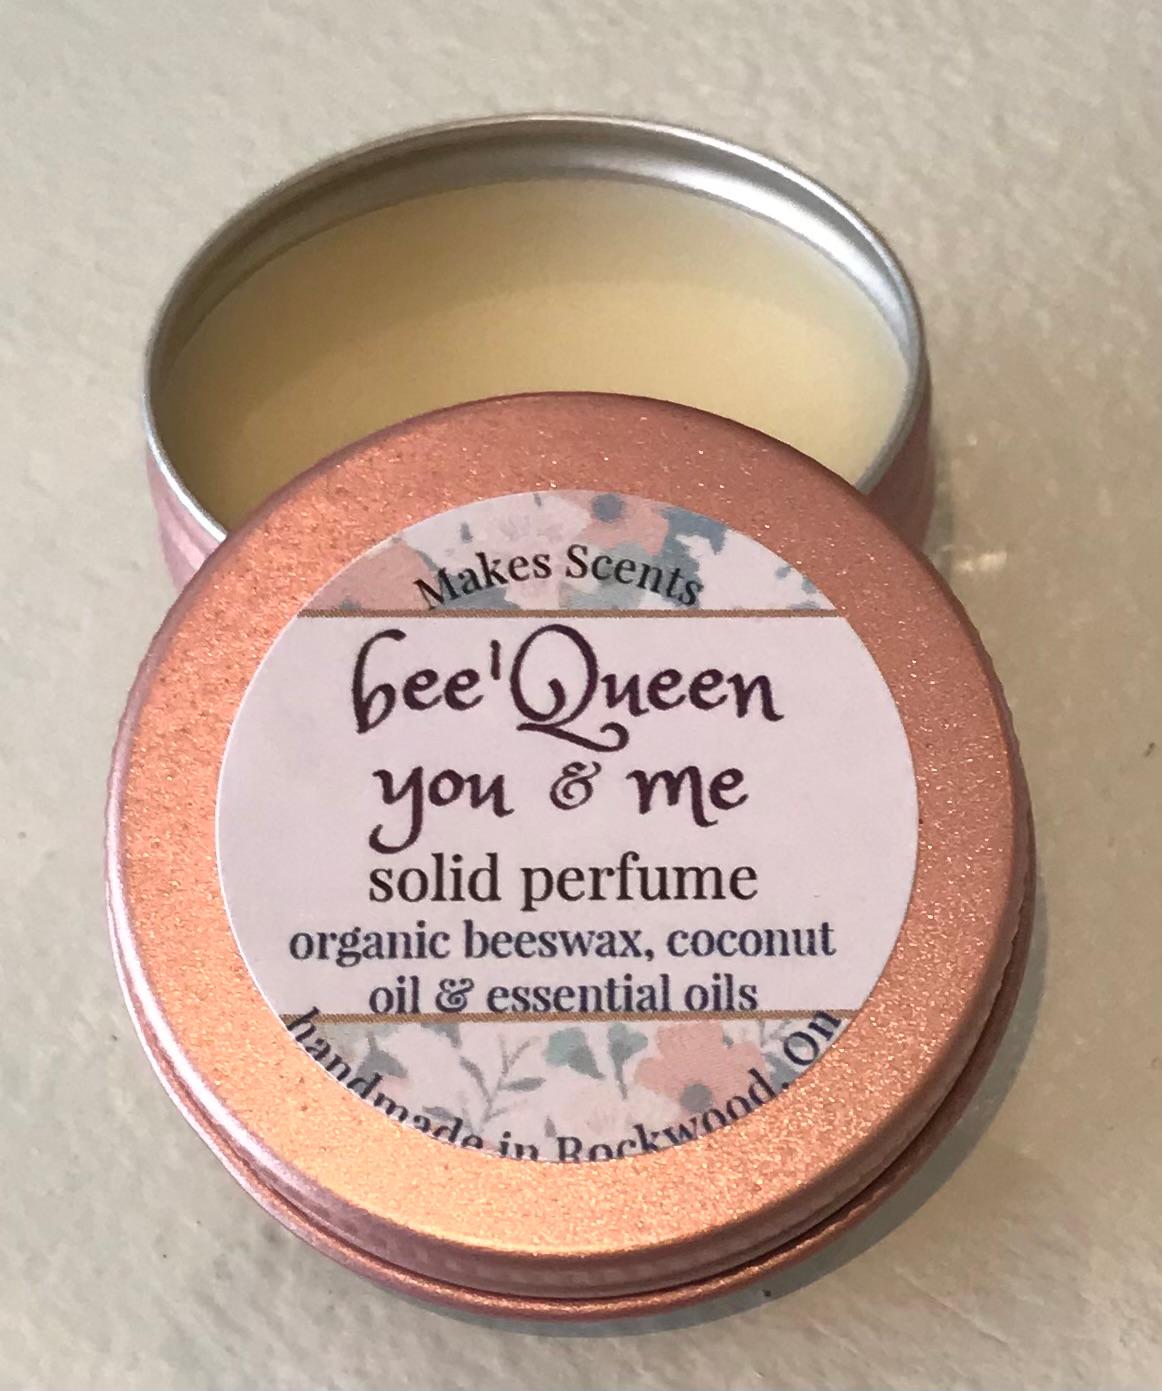 Makes Scents
bee'Queen
you & me
solid perfume
organic beeswax, coconut
oil & essential oils
handmade in Rockwood, On